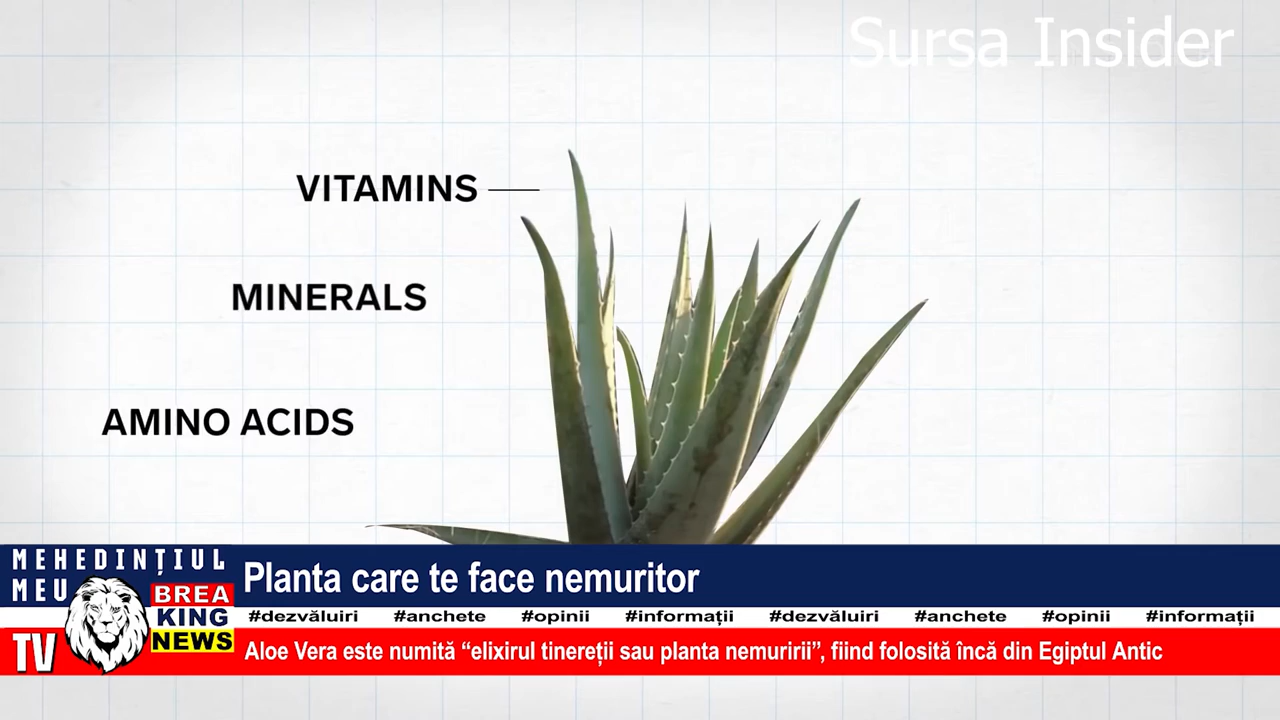 Sursa Insider
VITAMINS
MINERALS
AMINO ACIDS
MEHEDINȚIUL
MEU
TV
BREA
KING
NEWS
Planta care te face nemuritor
#dezvăluiri #anchete #opinii #informații #dezvăluiri #anchete #opinii #informații
Aloe Vera este numită “elixirul tinereții sau planta nemuririi”, fiind folosită încă din Egiptul Antic